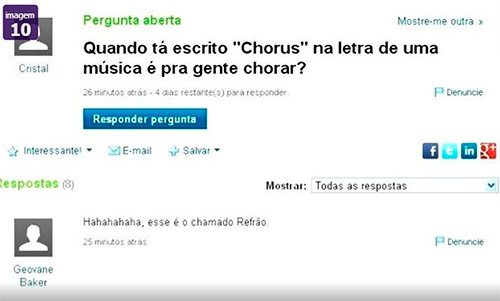 imagem
10
Pergunta aberta
Mostre-me outra »
Cristal
Quando tá escrito "Chorus" na letra de uma
música é pra gente chorar?
26 minutos atrás - 4 dias restante(s) para responder.
Denuncie
Responder pergunta
Interessante!
E-mail
Salvar
Respostas (8)
Mostrar: Todas as respostas
Hahahahaha, esse é o chamado Refrão.
25 minutos atrás
Denuncie
Geovane
Baker